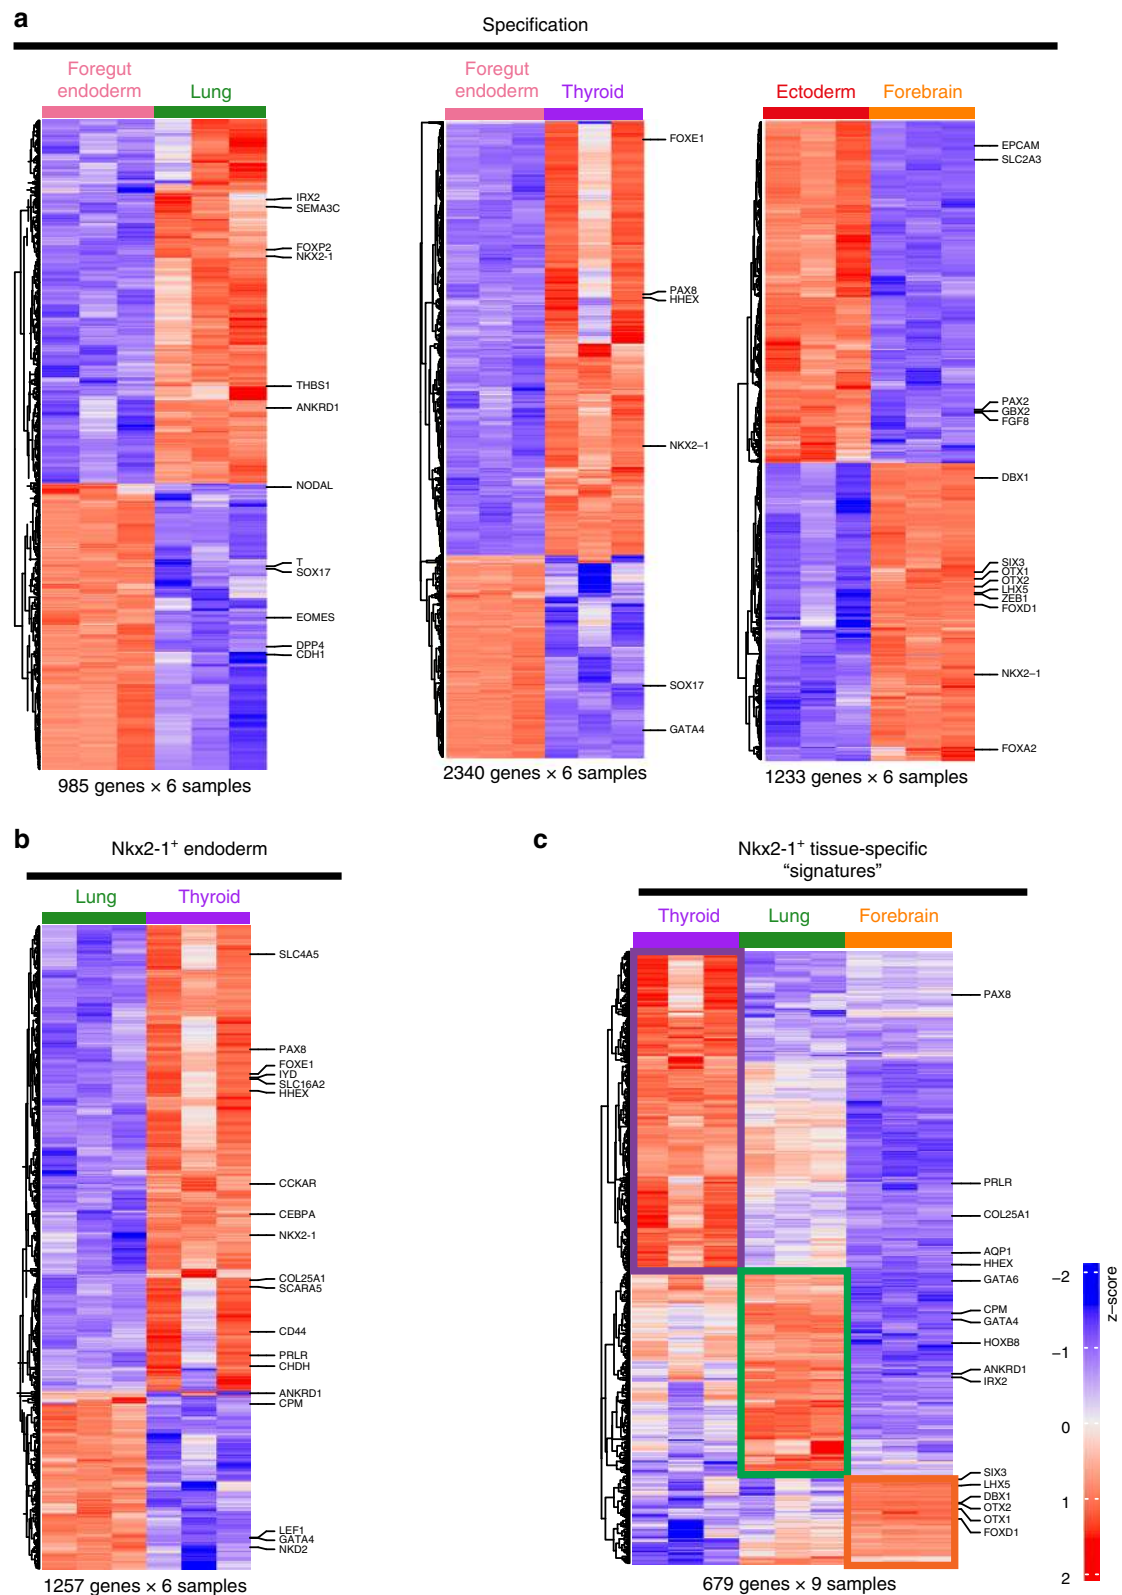 a
Specification
Foregut
endoderm
Lung
IRX2
SEMA3C
FOXP2
NKX2-1
THBS1
ANKRD1
NODAL
T
SOX17
EOMES
DPP4
CDH1
985 genes × 6 samples
Foregut
endoderm
Thyroid
FOXE1
PAX8
HHEX
NKX2–1
SOX17
GATA4
2340 genes × 6 samples
Ectoderm
Forebrain
EPCAM
SLC2A3
PAX2
GBX2
FGF8
DBX1
SIX3
OTX1
OTX2
LHX5
ZEB1
FOXD1
NKX2–1
FOXA2
1233 genes × 6 samples
b
Nkx2-1+ endoderm
Lung
Thyroid
SLC4A5
PAX8
FOXE1
IYD
SLC16A2
HHEX
CCKAR
CEBPA
NKX2-1
COL25A1
SCARA5
CD44
PRLR
CHDH
ANKRD1
CPM
LEF1
GATA4
NKD2
1257 genes × 6 samples
c
Nkx2-1+ tissue-specific
“signatures”
Thyroid
Lung
Forebrain
PAX8
PRLR
COL25A1
AQP1
HHEX
GATA6
CPM
GATA4
HOXB8
ANKRD1
IRX2
SIX3
LHX5
DBX1
OTX2
OTX1
FOXD1
679 genes × 9 samples
–2
–1
0
1
2
z–score